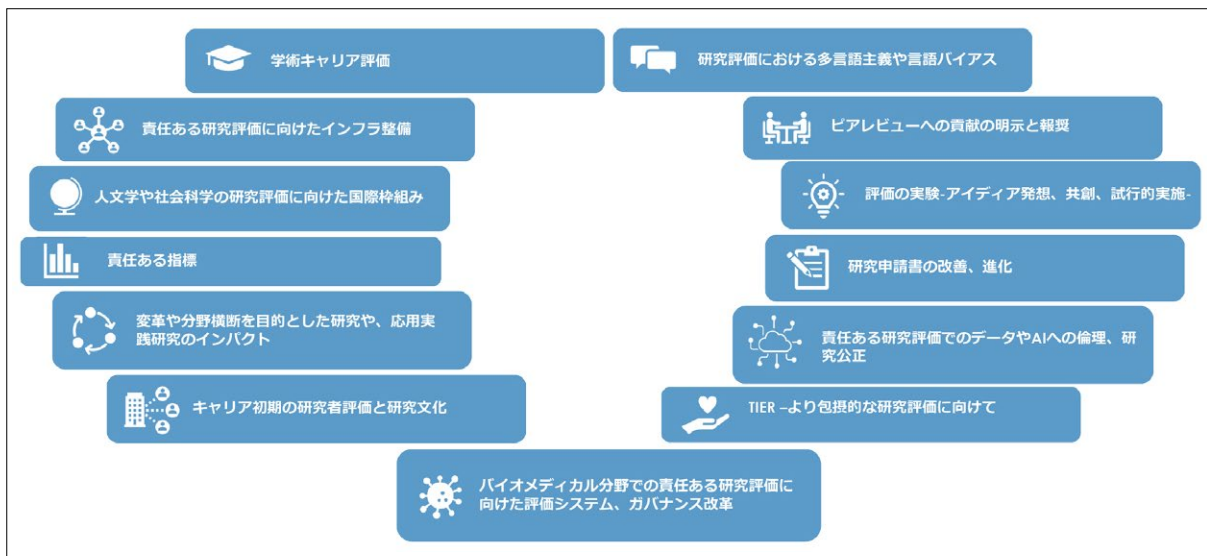 学術キャリア評価
研究評価における多言語主義や言語バイアス
責任ある研究評価に向けたインフラ整備
ピアレビューへの貢献の明示と報奨
人文学や社会科学の研究評価に向けた国際枠組み
評価の実験-アイディア発想、共創、試行的実施-
責任ある指標
研究申請書の改善、進化
変革や分野横断を目的とした研究や、応用実
践研究のインパクト
責任ある研究評価でのデータやAIへの倫理、研
究公正
キャリア初期の研究者評価と研究文化
TIER –より包摂的な研究評価に向けて
バイオメディカル分野での責任ある研究評価に
向けた評価システム、ガバナンス改革